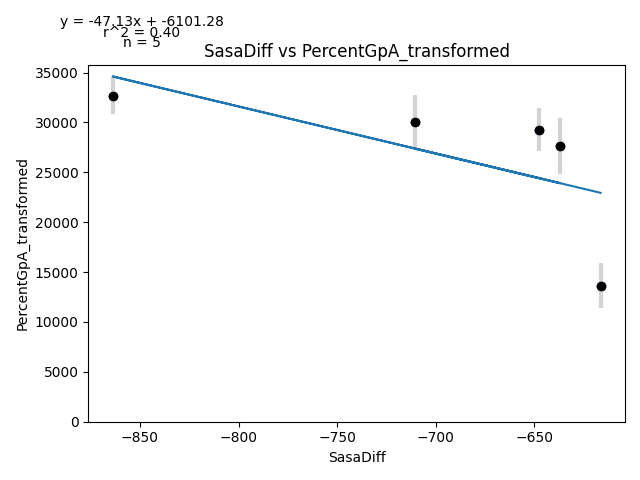 y = -47.13x + -6101.28
r^2 = 0.40
n = 5
SasaDiff vs PercentGpA_transformed
35000
30000
25000
20000
15000
10000
5000
0
PercentGpA_transformed
−850
−800
−750
−700
−650
SasaDiff